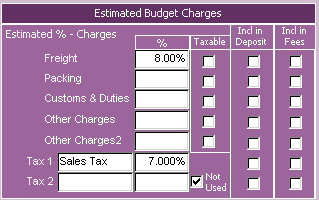 Estimated Budget Charges
Estimated % - Charges
% Taxable Incl in Deposit Incl in Fees
Freight 8.00%
Packing
Customs & Duties
Other Charges
Other Charges2
Tax 1 Sales Tax 7.000%
Tax 2 Not Used